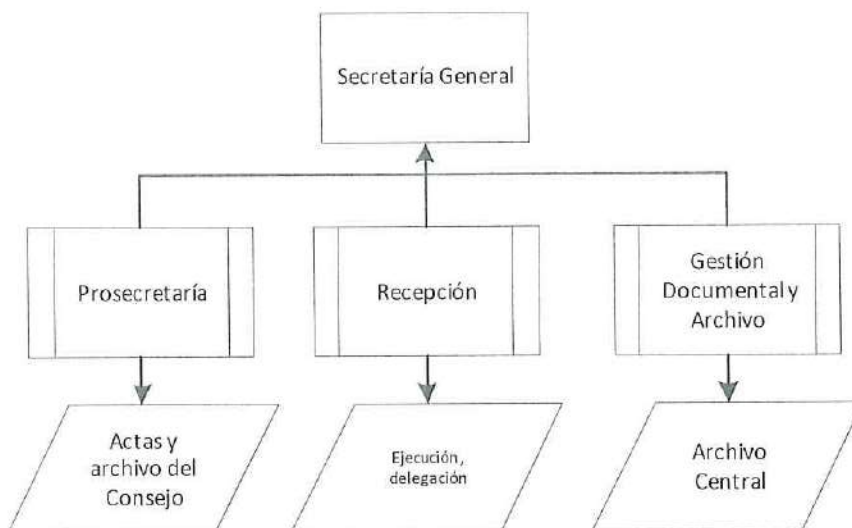 Secretaría General
Prosecretaría
Recepción
Gestión
Documental y
Archivo
Actas y
archivo del
Consejo
Ejecución,
delegación
Archivo
Central